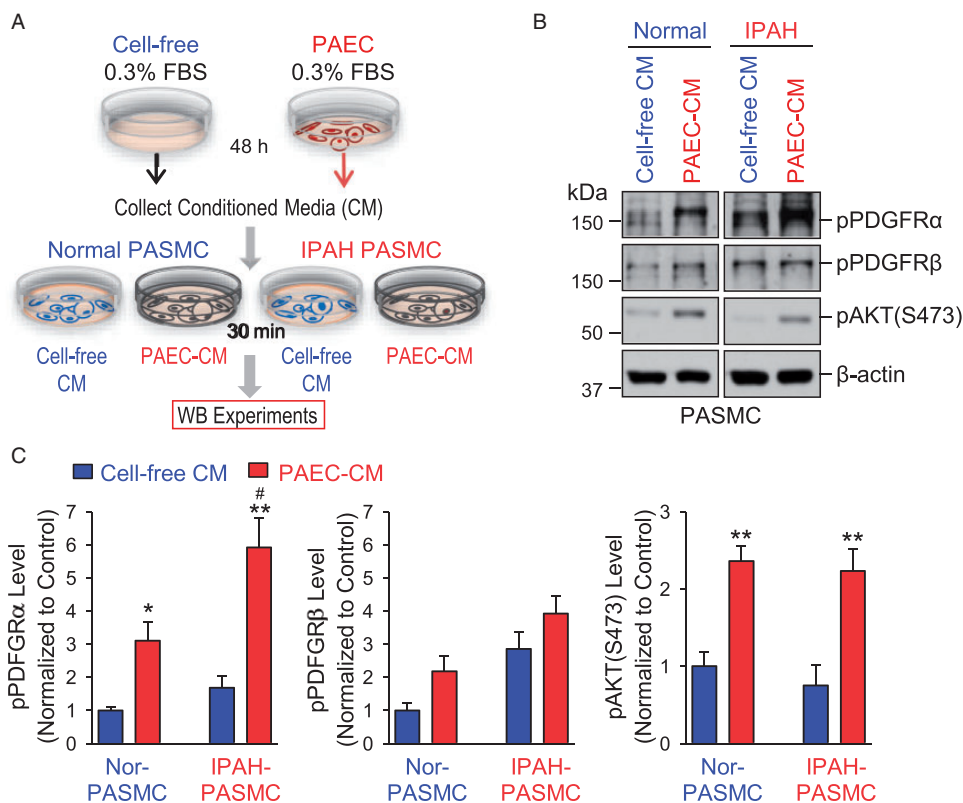 A
Cell-free
0.3% FBS
PAEC
0.3% FBS
48 h
Collect Conditioned Media (CM)
Normal PASMC
IPAH PASMC
30 min
Cell-free
CM
PAEC-CM
Cell-free
CM
PAEC-CM
WB Experiments
B
Normal
IPAH
Cell-free CM
PAEC-CM
Cell-free CM
PAEC-CM
kDa
150
pPDGFRα
150
pPDGFRβ
50
pAKT(S473)
37
β-actin
PASMC
C
Cell-free CM
PAEC-CM
pPDFGRα Level
(Normalized to Control)
8
7
6
5
4
3
2
1
0
*
#
**
Nor-
PASMC
IPAH-
PASMC
pPDFGRβ Level
(Normalized to Control)
8
7
6
5
4
3
2
1
0
Nor-
PASMC
IPAH-
PASMC
pAKT(S473) Level
(Normalized to Control)
3
2
1
0
**
**
Nor-
PASMC
IPAH-
PASMC